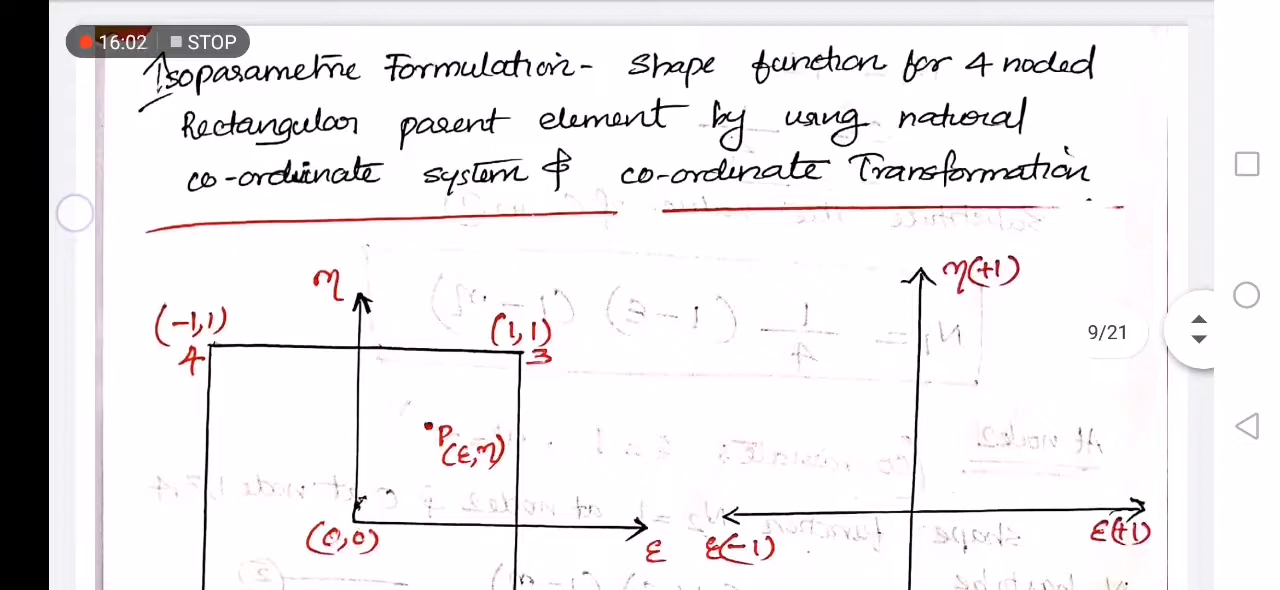 16:02 STOP
Isoparametric Formulation - Shape function for 4 noded
Rectangular parent element by using natural
co-ordinate system & co-ordinate Transformation
η
η(+1)
(-1,1)
(1,1)
4
3
9/21
P
(ε,η)
(0,0)
ε
ε(-1)
ε(+1)